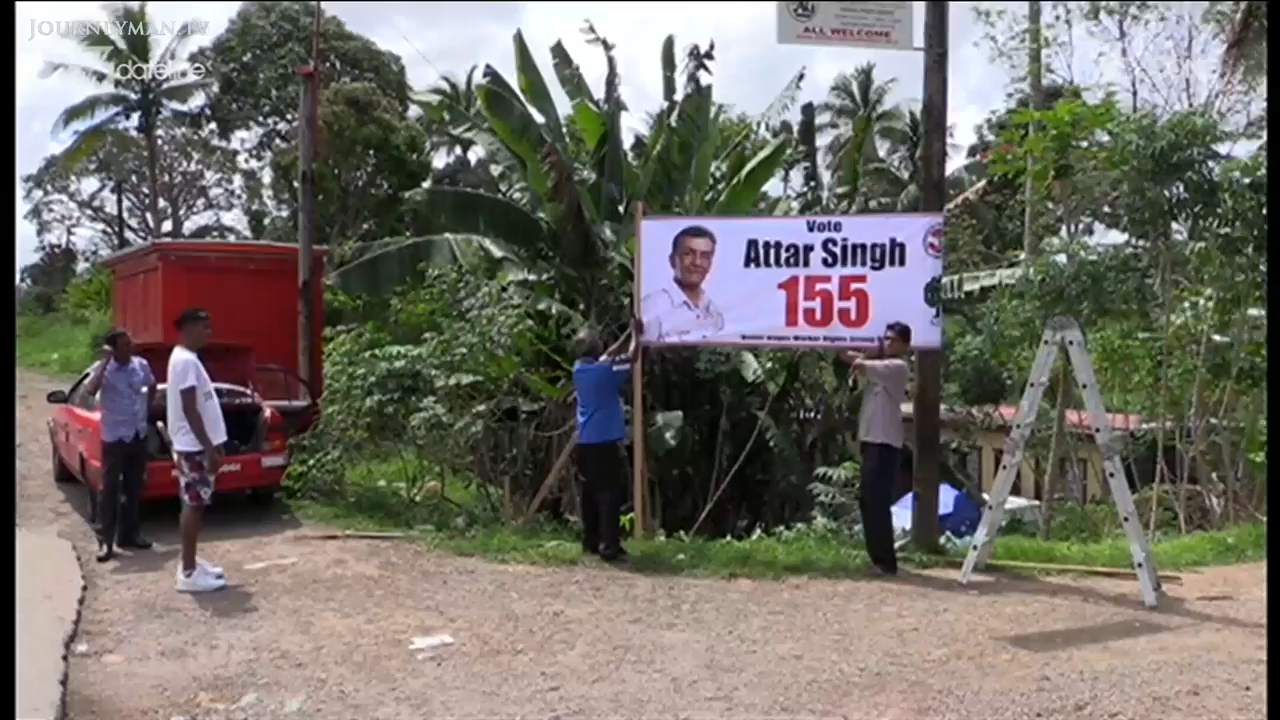 JOURNEYMAN.TV
dateline
ALL WELCOME
Vote
Attar Singh
155